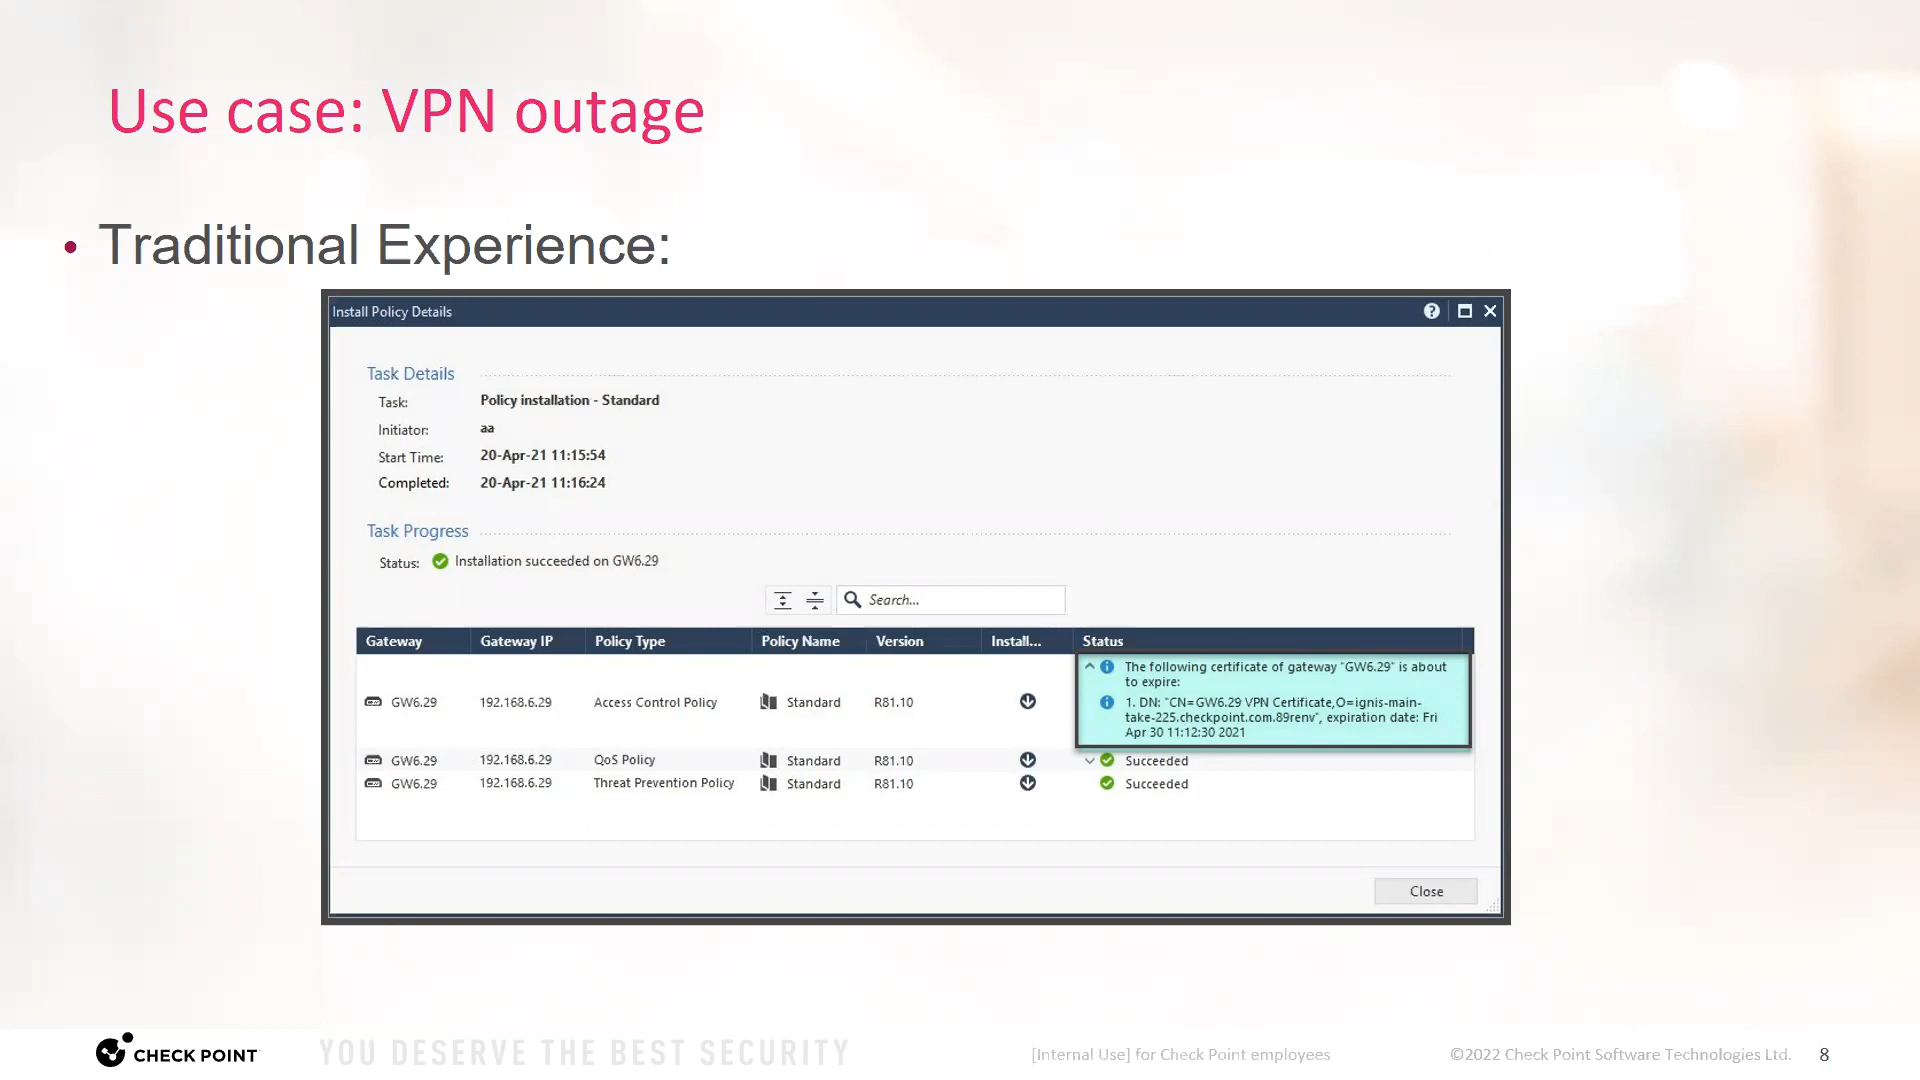 Use case: VPN outage
• Traditional Experience:
Install Policy Details
Task Details
Task: Policy installation - Standard
Initiator: aa
Start Time: 20-Apr-21 11:15:54
Completed: 20-Apr-21 11:16:24
Task Progress
Status: Installation succeeded on GW6.29
Search...
Gateway Gateway IP Policy Type Policy Name Version Install... Status
The following certificate of gateway "GW6.29" is about
to expire:
GW6.29 192.168.6.29 Access Control Policy Standard R81.10
1. DN: "CN=GW6.29 VPN Certificate,O=ignis-main-
take-225.checkpoint.com.89renv", expiration date: Fri
Apr 30 11:12:30 2021
GW6.29 192.168.6.29 QoS Policy Standard R81.10 Succeeded
GW6.29 192.168.6.29 Threat Prevention Policy Standard R81.10 Succeeded
Close
CHECK POINT YOU DESERVE THE BEST SECURITY [Internal Use] for Check Point employees ©2022 Check Point Software Technologies Ltd. 8